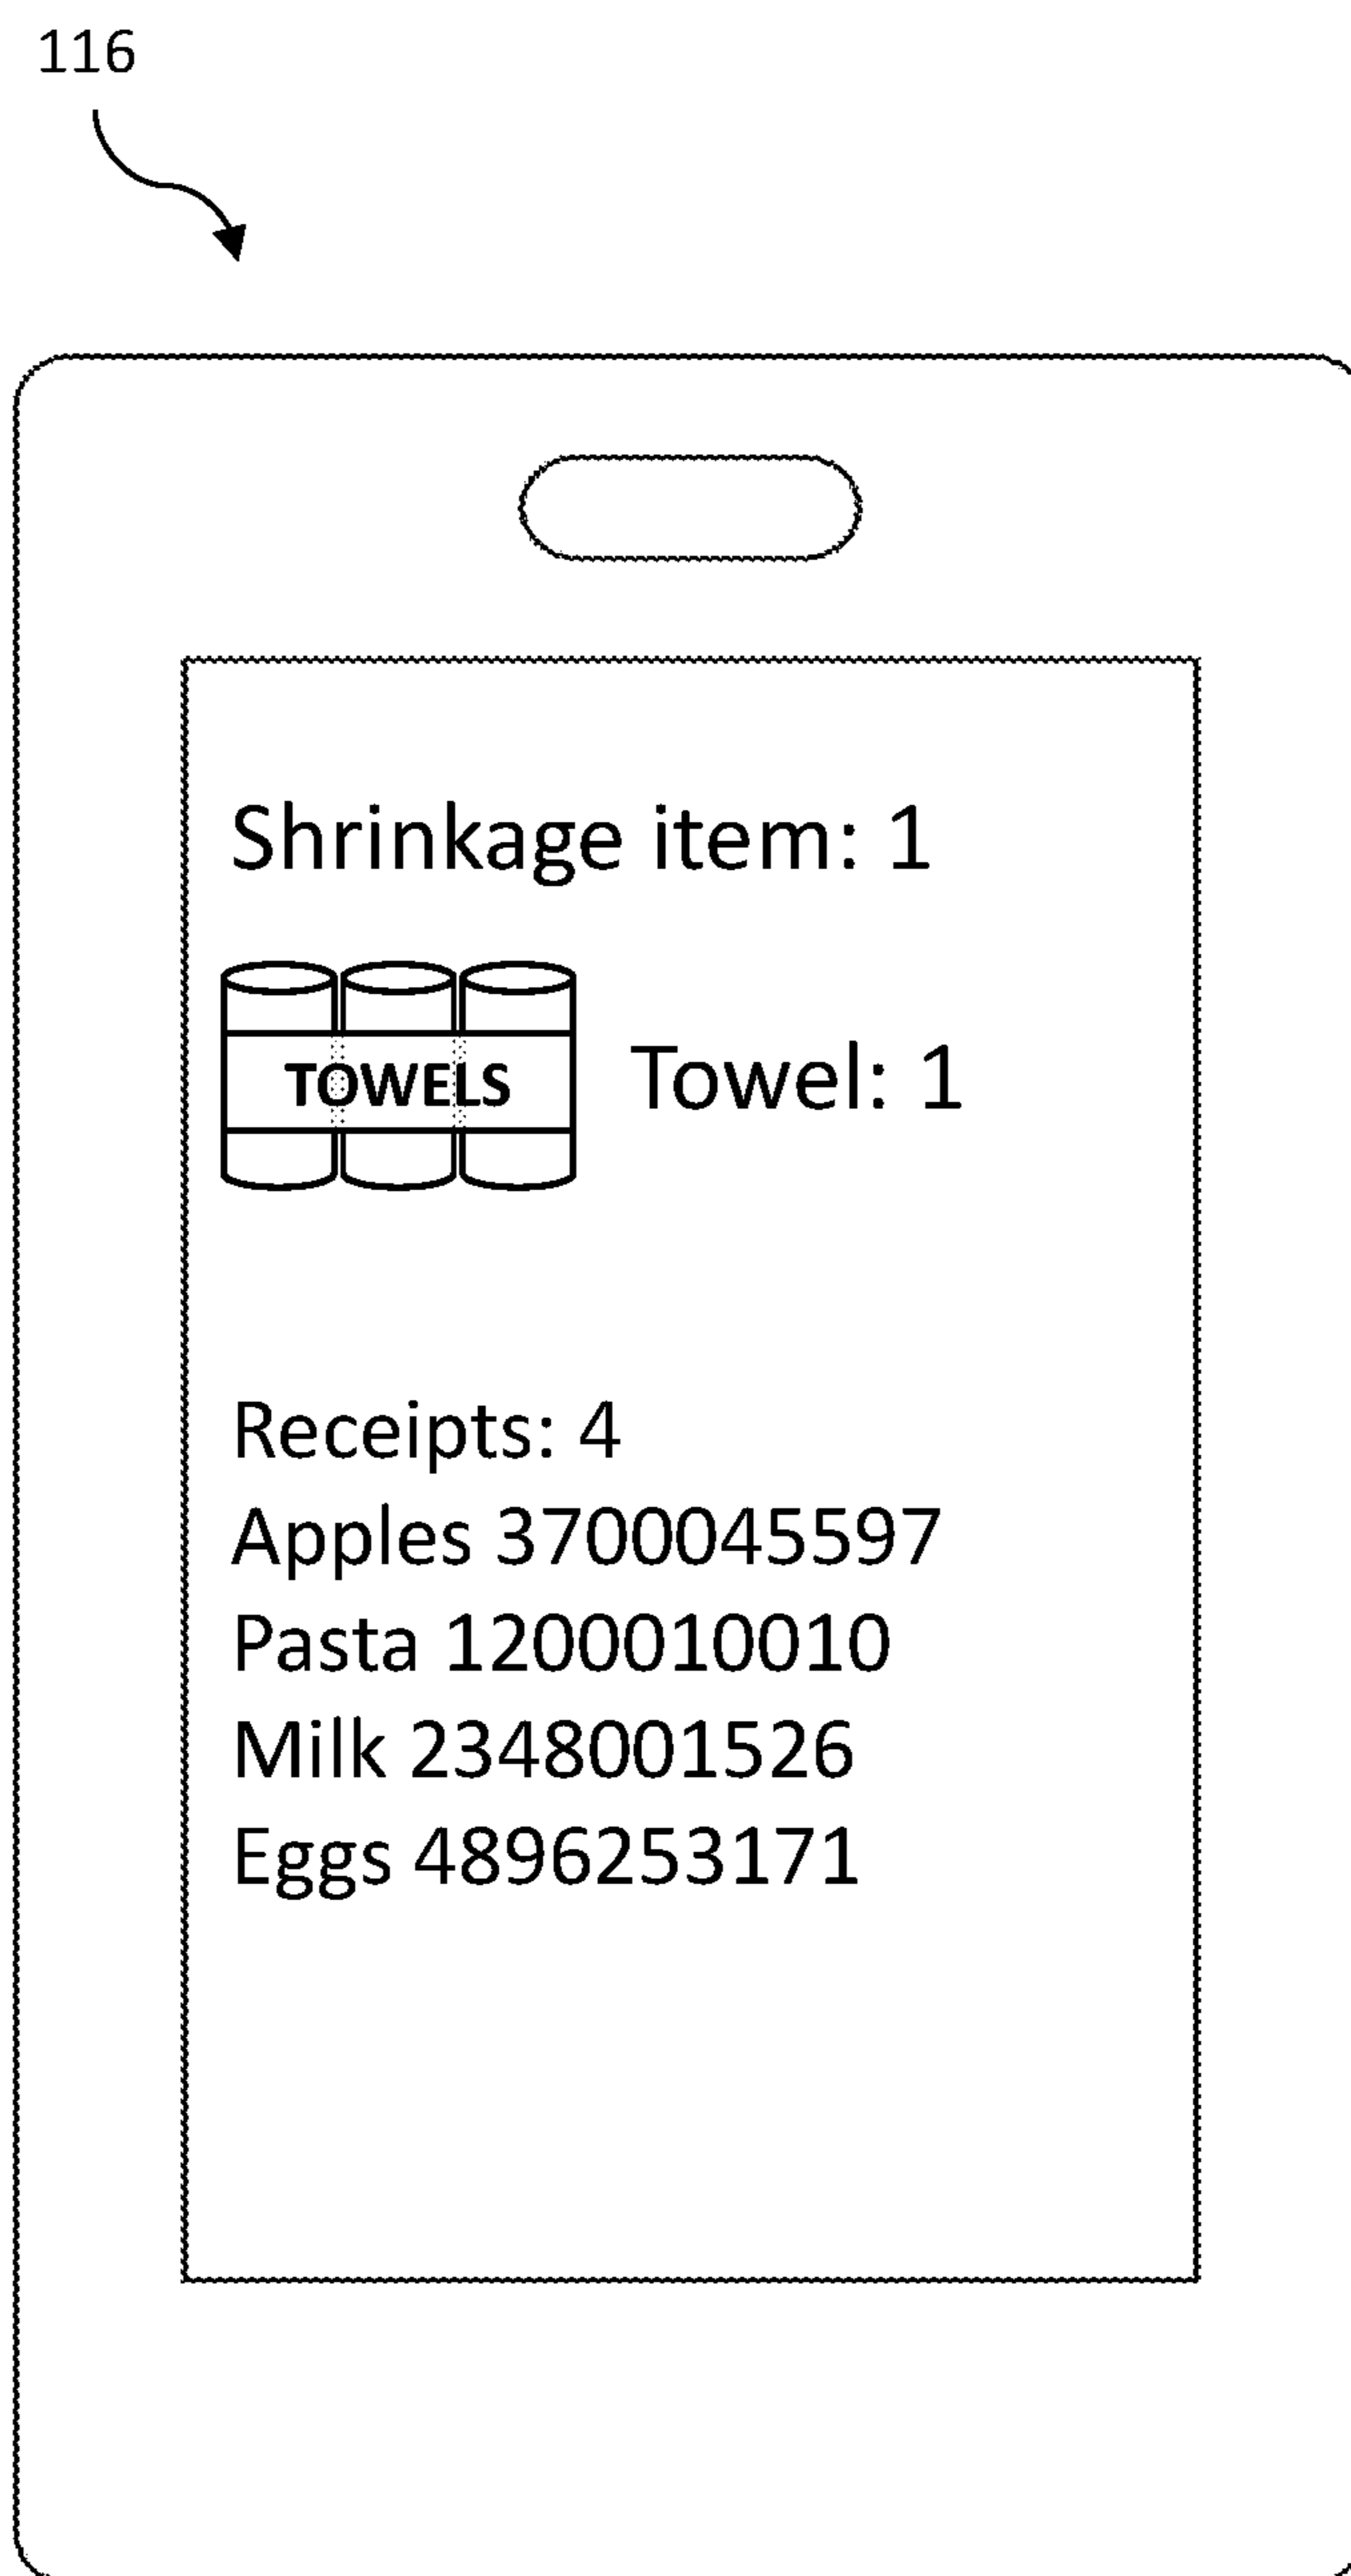 116
Shrinkage item: 1
TOWELS
Towel: 1
Receipts: 4
Apples 3700045597
Pasta 1200010010
Milk 2348001526
Eggs 4896253171